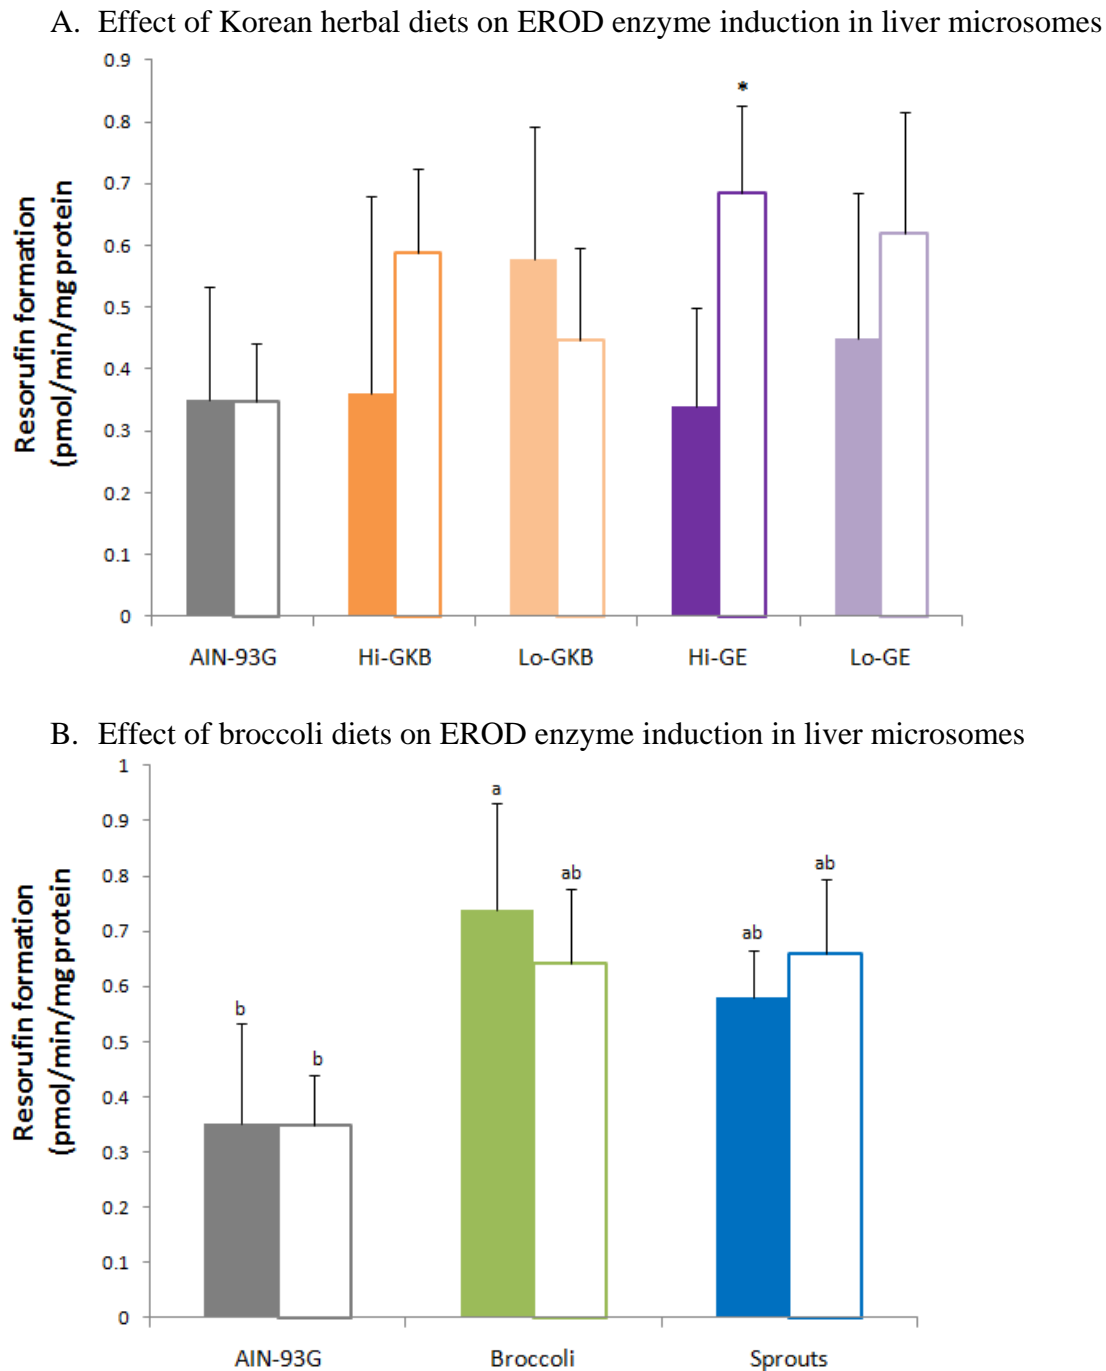 A. Effect of Korean herbal diets on EROD enzyme induction in liver microsomes
Resorufin formation
(pmol/min/mg protein
0.9
0.8
0.7
0.6
0.5
0.4
0.3
0.2
0.1
0
*
AIN-93G Hi-GKB Lo-GKB Hi-GE Lo-GE
B. Effect of broccoli diets on EROD enzyme induction in liver microsomes
Resorufin formation
(pmol/min/mg protein
1
0.9
0.8
0.7
0.6
0.5
0.4
0.3
0.2
0.1
0
b b a ab ab ab
AIN-93G Broccoli Sprouts